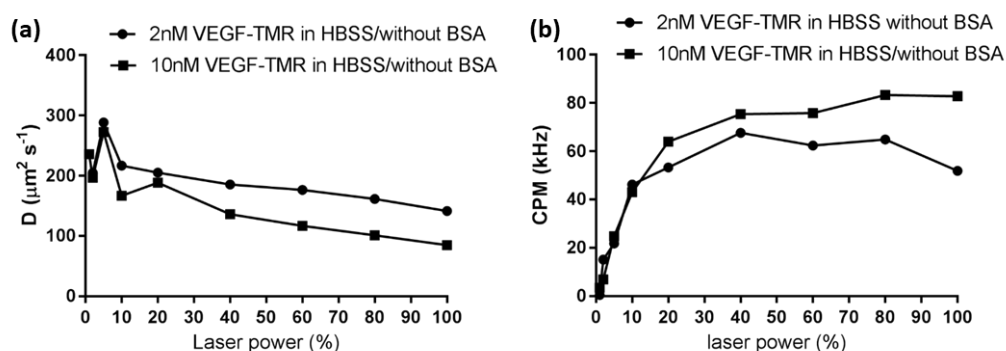 (a)
2nM VEGF-TMR in HBSS/without BSA
10nM VEGF-TMR in HBSS/without BSA
D (μm² s⁻¹)
400
300
200
100
0
0 10 20 30 40 50 60 70 80 90 100
Laser power (%)
(b)
2nM VEGF-TMR in HBSS without BSA
10nM VEGF-TMR in HBSS/without BSA
CPM (kHz)
100
80
60
40
20
0
0 10 20 30 40 50 60 70 80 90 100
laser power (%)